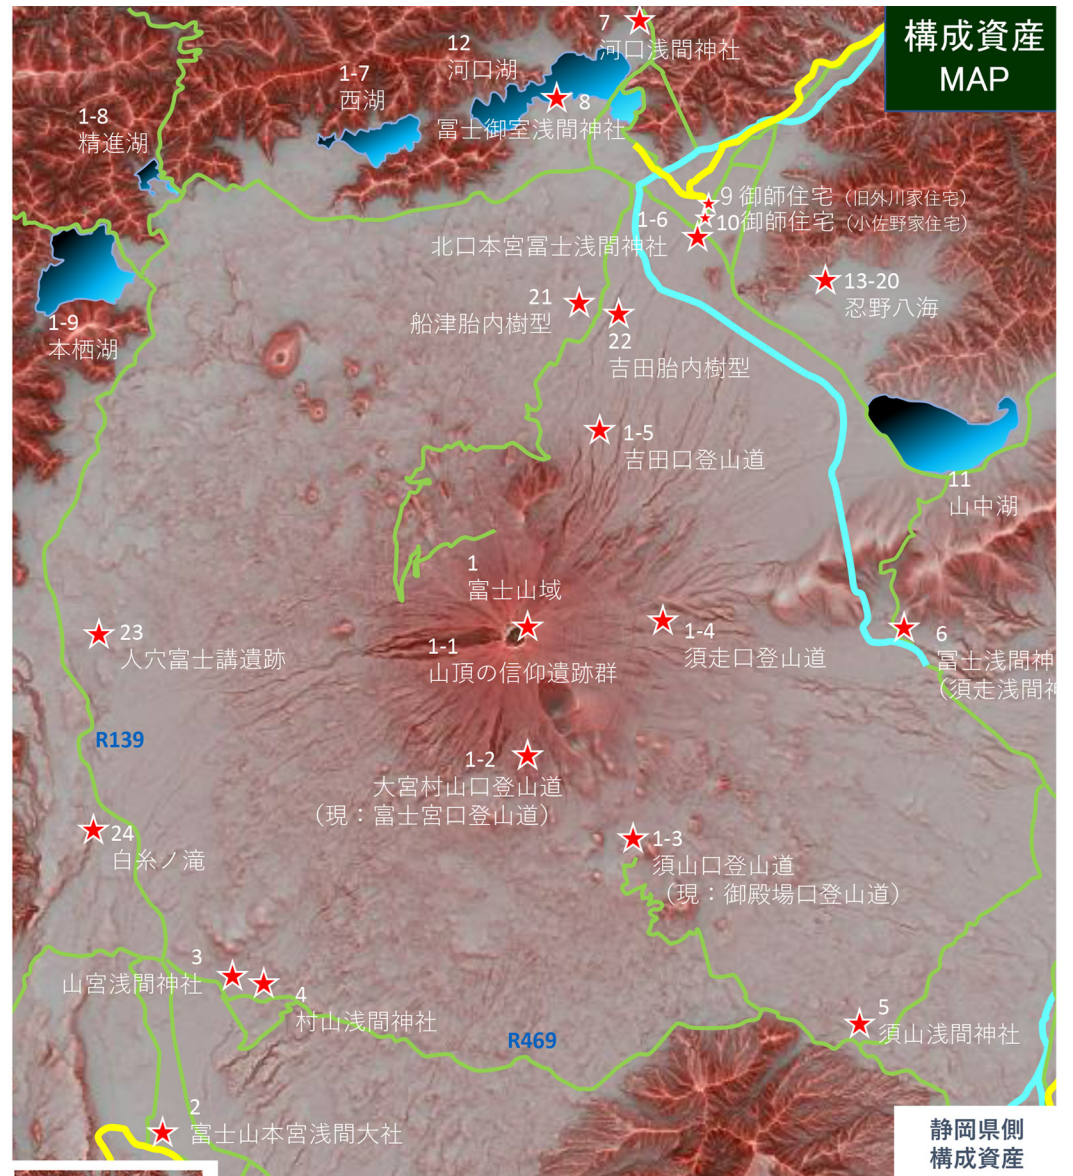 構成資産
MAP
7
河口浅間神社
12
河口湖
1-7
西湖
8
冨士御室浅間神社
1-8
精進湖
9 御師住宅（旧外川家住宅）
10御師住宅（小佐野家住宅）
1-6
北口本宮冨士浅間神社
13-20
忍野八海
21
船津胎内樹型
22
吉田胎内樹型
1-9
本栖湖
1-5
吉田口登山道
11
山中湖
1
富士山域
1-1
山頂の信仰遺跡群
1-4
須走口登山道
6
冨士浅間神
（須走浅間神
23
人穴富士講遺跡
R139
1-2
大宮村山口登山道
（現：富士宮口登山道）
24
白糸ノ滝
1-3
須山口登山道
（現：御殿場口登山道）
3
山宮浅間神社
4
村山浅間神社
5
須山浅間神社
R469
2
富士山本宮浅間大社
静岡県側
構成資産